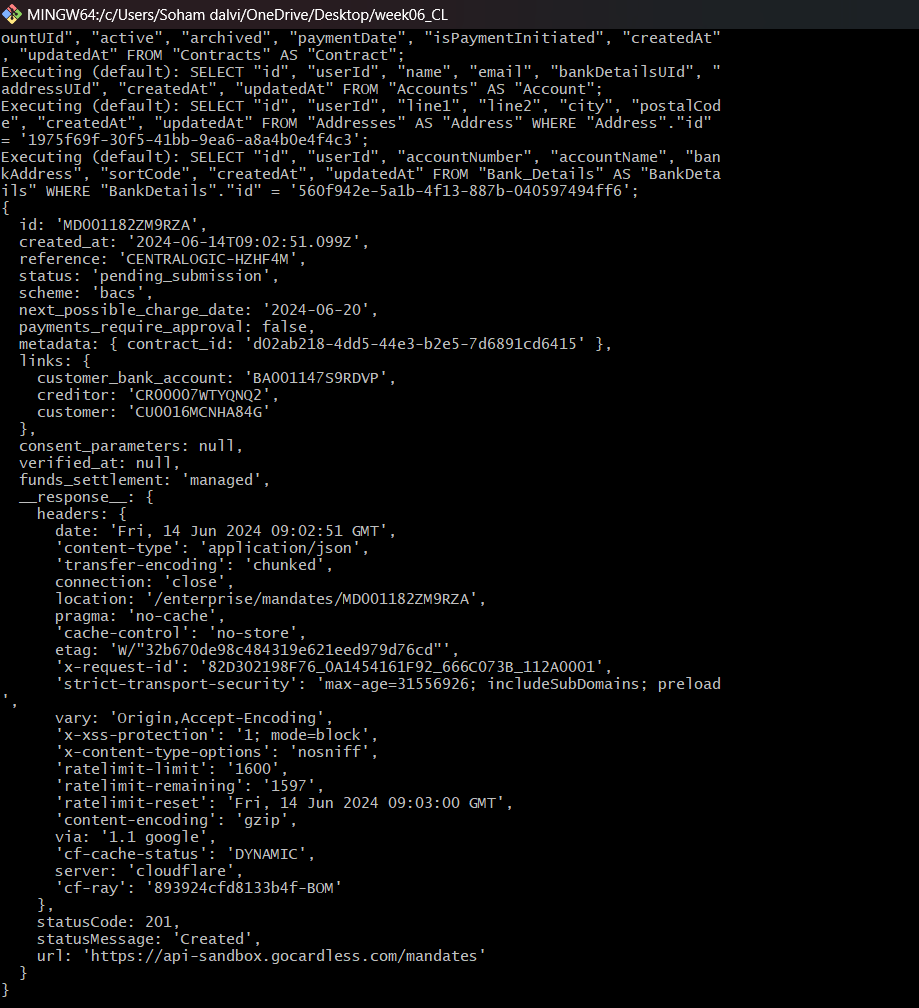 MINGW64:/c/Users/Soham dalvi/OneDrive/Desktop/week06_CL
ountUId", "active", "archived", "paymentDate", "isPaymentInitiated", "createdAt"
, "updatedAt" FROM "Contracts" AS "Contract";
Executing (default): SELECT "id", "userId", "name", "email", "bankDetailsUId", "
addressUId", "createdAt", "updatedAt" FROM "Accounts" AS "Account";
Executing (default): SELECT "id", "userId", "line1", "line2", "city", "postalCod
e", "createdAt", "updatedAt" FROM "Addresses" AS "Address" WHERE "Address"."id"
= '1975f69f-30f5-41bb-9ea6-a8a4b0e4f4c3';
Executing (default): SELECT "id", "userId", "accountNumber", "accountName", "ban
kAddress", "sortCode", "createdAt", "updatedAt" FROM "Bank_Details" AS "BankDeta
ils" WHERE "BankDetails"."id" = '560f942e-5a1b-4f13-887b-040597494ff6';
{
  id: 'MD001182ZM9RZA',
  created_at: '2024-06-14T09:02:51.099Z',
  reference: 'CENTRALOGIC-HZHF4M',
  status: 'pending_submission',
  scheme: 'bacs',
  next_possible_charge_date: '2024-06-20',
  payments_require_approval: false,
  metadata: { contract_id: 'd02ab218-4dd5-44e3-b2e5-7d6891cd6415' },
  links: {
    customer_bank_account: 'BA001147S9RDVP',
    creditor: 'CR00007WTYQNQ2',
    customer: 'CU0016MCNHA84G'
  },
  consent_parameters: null,
  verified_at: null,
  funds_settlement: 'managed',
  __response__: {
    headers: {
      date: 'Fri, 14 Jun 2024 09:02:51 GMT',
      'content-type': 'application/json',
      'transfer-encoding': 'chunked',
      connection: 'close',
      location: '/enterprise/mandates/MD001182ZM9RZA',
      pragma: 'no-cache',
      'cache-control': 'no-store',
      etag: 'W/"32b670de98c484319e621eed979d76cd"',
      'x-request-id': '82D302198F76_0A1454161F92_666C073B_112A0001',
      'strict-transport-security': 'max-age=31556926; includeSubDomains; preload
',
      vary: 'Origin,Accept-Encoding',
      'x-xss-protection': '1; mode=block',
      'x-content-type-options': 'nosniff',
      'ratelimit-limit': '1600',
      'ratelimit-remaining': '1597',
      'ratelimit-reset': 'Fri, 14 Jun 2024 09:03:00 GMT',
      'content-encoding': 'gzip',
      via: '1.1 google',
      'cf-cache-status': 'DYNAMIC',
      server: 'cloudflare',
      'cf-ray': '893924cfd8133b4f-BOM'
    },
    statusCode: 201,
    statusMessage: 'Created',
    url: 'https://api-sandbox.gocardless.com/mandates'
  }
}